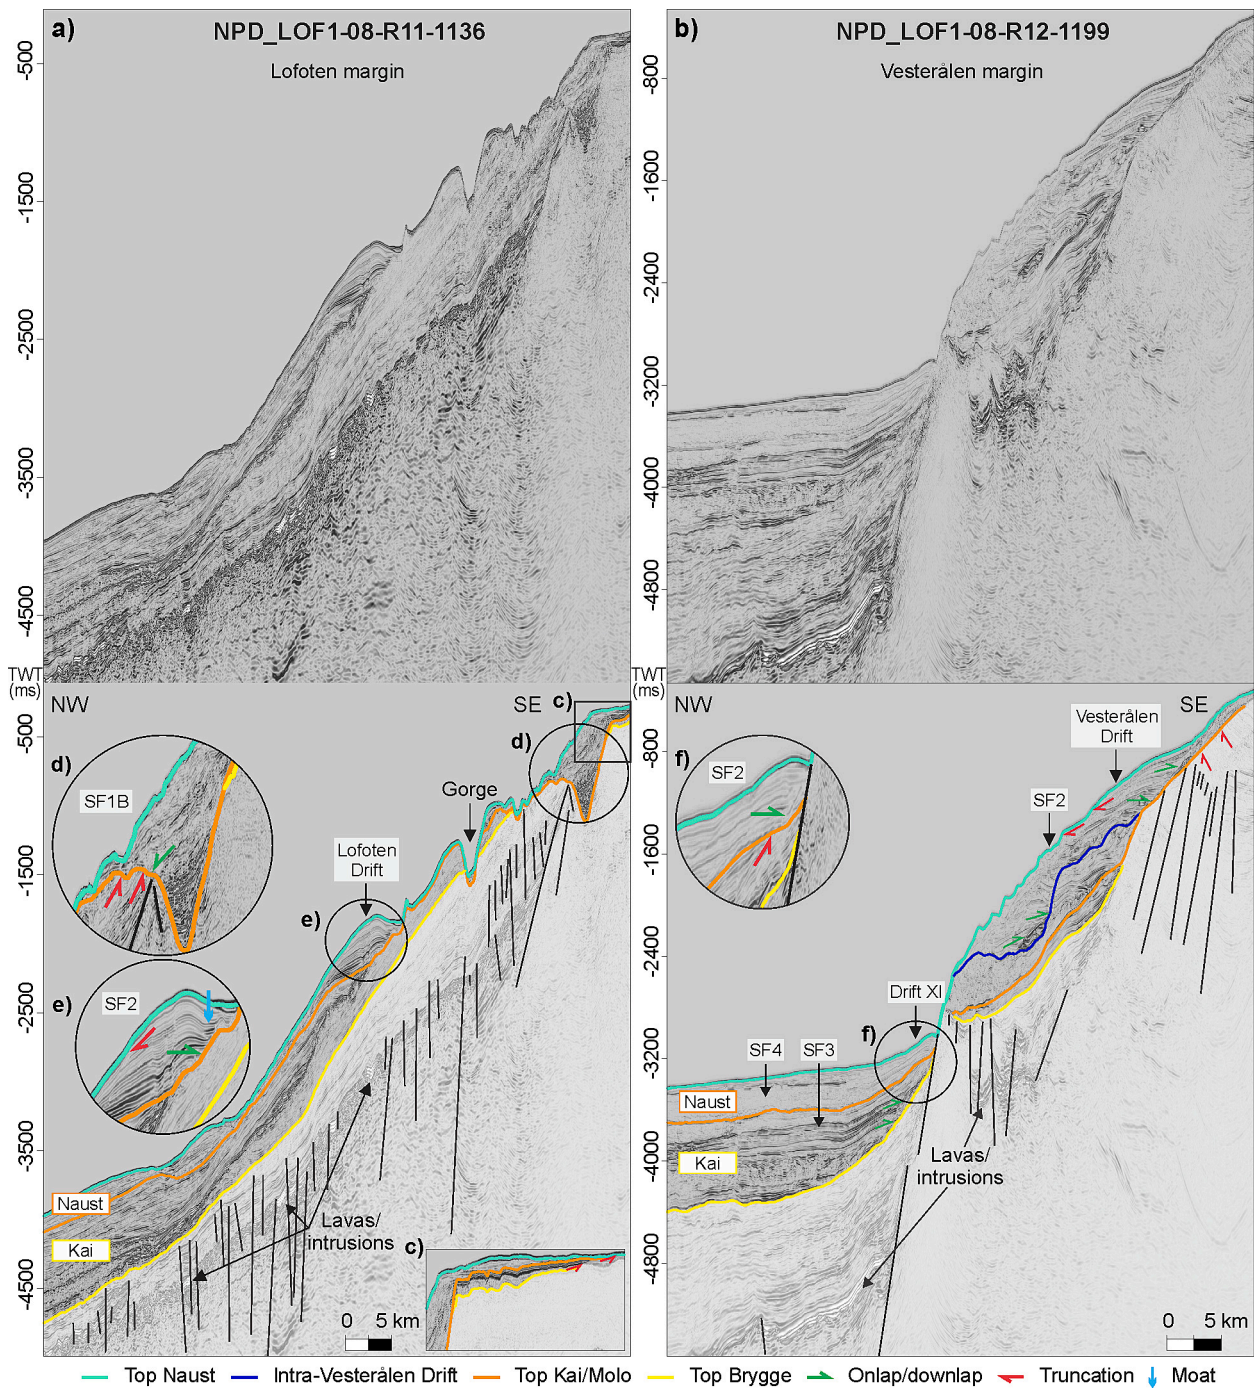 a)
NPD_LOF1-08-R11-1136
Lofoten margin
-500
-1500
-2500
-3500
-4500
b)
NPD_LOF1-08-R12-1199
Vesterålen margin
-800
-1600
-2400
-3200
-4000
-4800
TWT
(ms)
NW
SE
c)
d)
d)
SF1B
Gorge
Lofoten
Drift
e)
e)
SF2
Naust
Kai
Lavas/
intrusions
c)
0 5 km
-500
-1500
-2500
-3500
-4500
TWT
(ms)
NW
SE
f)
SF2
Vesterålen
Drift
SF2
Drift XI
f)
SF4
SF3
Naust
Kai
Lavas/
intrusions
0 5 km
-800
-1600
-2400
-3200
-4000
-4800
Top Naust Intra-Vesterålen Drift Top Kai/Molo Top Brygge Onlap/downlap Truncation Moat